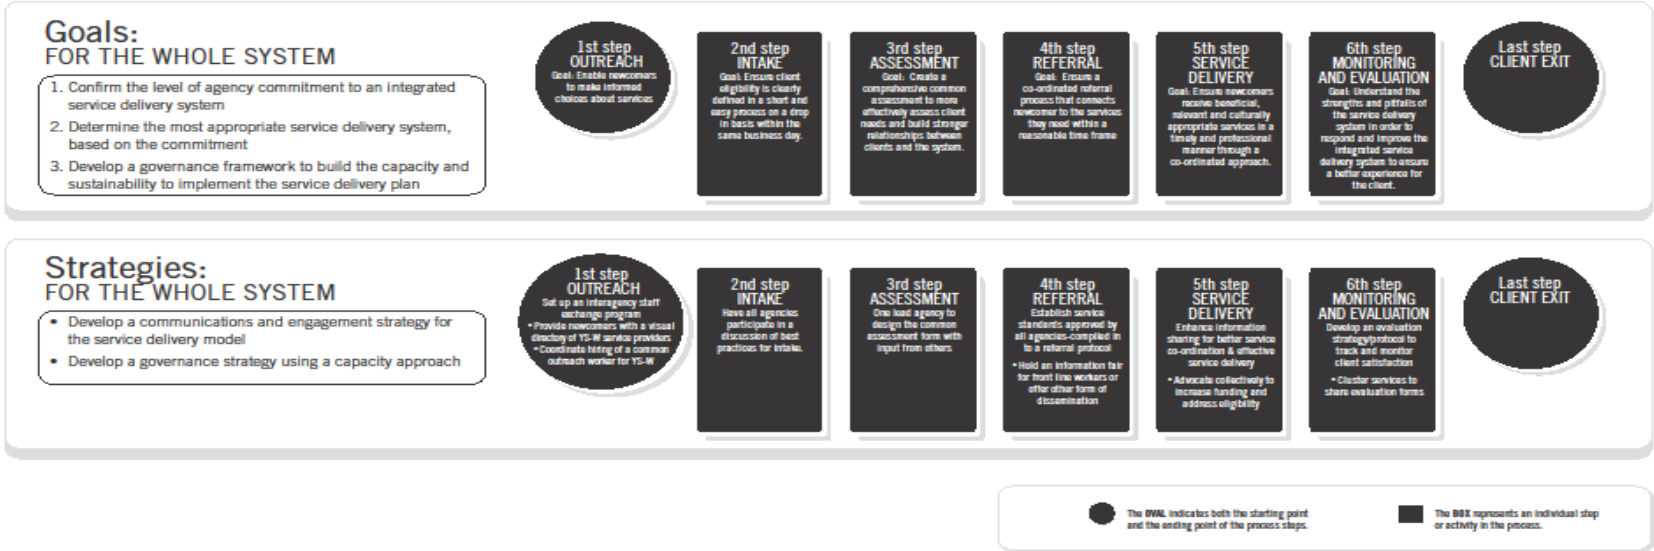 Goals:
FOR THE WHOLE SYSTEM
1. Confirm the level of agency commitment to an integrated
service delivery system
2. Determine the most appropriate service delivery system,
based on the commitment
3. Develop a governance framework to build the capacity and
sustainability to implement the service delivery plan
1st step
OUTREACH
Goal: Enable newcomers
to make informed
choices about services
2nd step
INTAKE
Goal: Ensure client
eligibility is clearly
defined in a short and
easy process on a drop
in basis within the
same business day.
3rd step
ASSESSMENT
Goal: Create a
comprehensive common
assessment to more
effectively assess client
needs and build stronger
relationships between
clients and the system.
4th step
REFERRAL
Goal: Ensure a
co-ordinated referral
process that connects
newcomer to the services
they need within a
reasonable time frame
5th step
SERVICE
DELIVERY
Goal: Ensure newcomers
receive beneficial,
relevant and culturally
appropriate services in a
timely and professional
manner through a
co-ordinated approach.
6th step
MONITORING
AND EVALUATION
Goal: Understand the
strengths and pitfalls of
the service delivery
system in order to
respond and improve the
integrated service
delivery system to ensure
a better experience for
the client.
Last step
CLIENT EXIT
Strategies:
FOR THE WHOLE SYSTEM
• Develop a communications and engagement strategy for
the service delivery model
• Develop a governance strategy using a capacity approach
1st step
OUTREACH
Set up an interagency staff
exchange program
• Provide newcomers with a visual
directory of YS-W service providers
• Coordinate hiring of a common
outreach worker for YS-W
2nd step
INTAKE
Have all agencies
participate in a
discussion of best
practices for intake.
3rd step
ASSESSMENT
One lead agency to
design the common
assessment form with
input from others
4th step
REFERRAL
Establish service
standards approved by
all agencies-compiled in
to a referral protocol
• Hold an information fair
for front line workers or
offer other form of
dissemination
5th step
SERVICE
DELIVERY
Enhance information
sharing for better service
co-ordination & effective
service delivery
• Advocate collectively to
increase funding and
address eligibility
6th step
MONITORING
AND EVALUATION
Develop an evaluation
strategy/protocol to
track and monitor
client satisfaction
• Cluster services to
share evaluation forms
Last step
CLIENT EXIT
The OVAL indicates both the starting point
and the ending point of the process steps.
The BOX represents an individual step
or activity in the process.